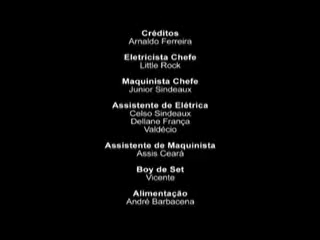 Créditos
Arnaldo Ferreira
Eletricista Chefe
Little Rock
Maquinista Chefe
Junior Sindeaux
Assistente de Elétrica
Celso Sindeaux
Dellane França
Valdécio
Assistente de Maquinista
Assis Ceará
Boy de Set
Vicente
Alimentação
André Barbacena